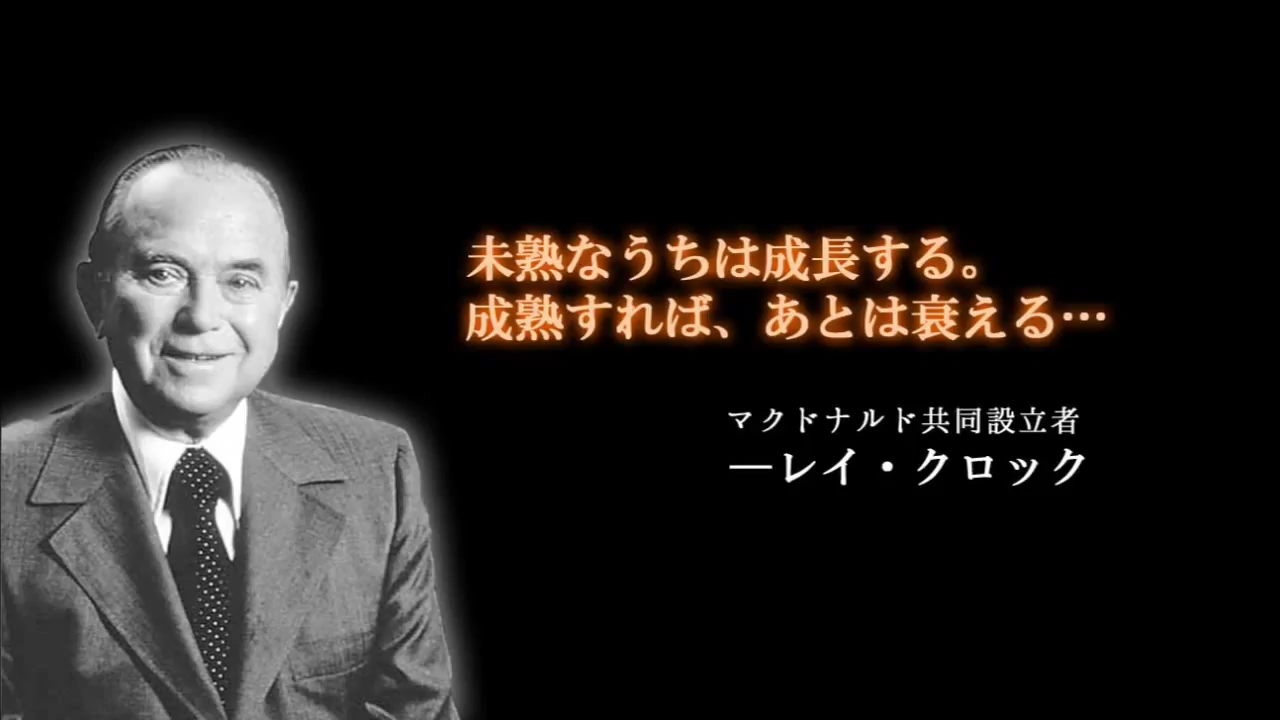 未熟なうちは成長する。
成熟すれば、あとは衰える…
マクドナルド共同設立者
―レイ・クロック